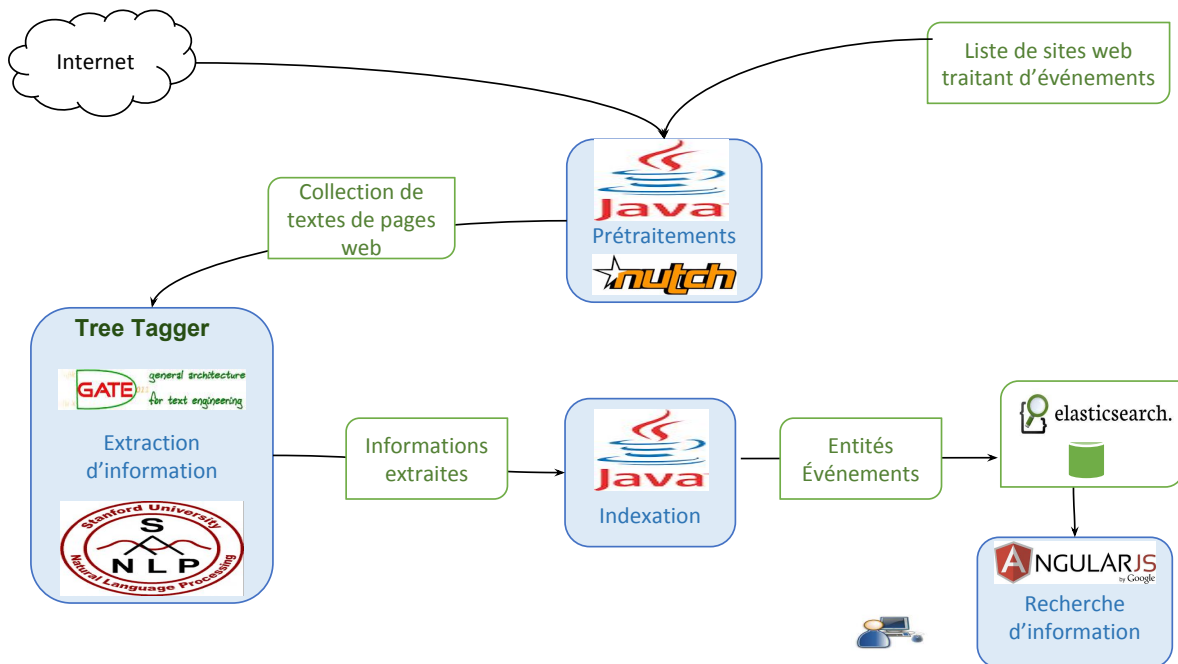 Internet
Liste de sites web
traitant d’événements
Java
Prétraitements
nutch
Collection de
textes de pages
web
Tree Tagger
GATE
general architecture
for text engineering
Extraction
d’information
Stanford University
S
NLP
Natural Language Processing
Informations
extraites
Java
Indexation
Entités
Événements
elasticsearch.
ANGULARJS
by Google
Recherche
d’information